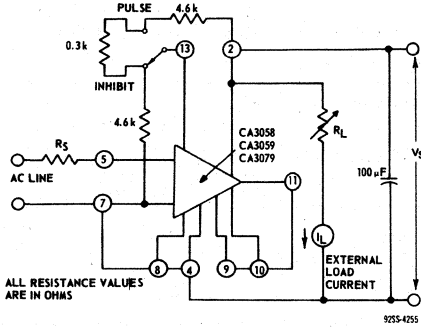 PULSE
4.6k
0.3k
13
2
INHIBIT
4.6k
CA3058
CA3059
CA3079
RL
100 µF
VS
RS
5
AC LINE
7
11
IL
8
4
9
10
EXTERNAL
LOAD
CURRENT
ALL RESISTANCE VALUES
ARE IN OHMS
92SS-4255